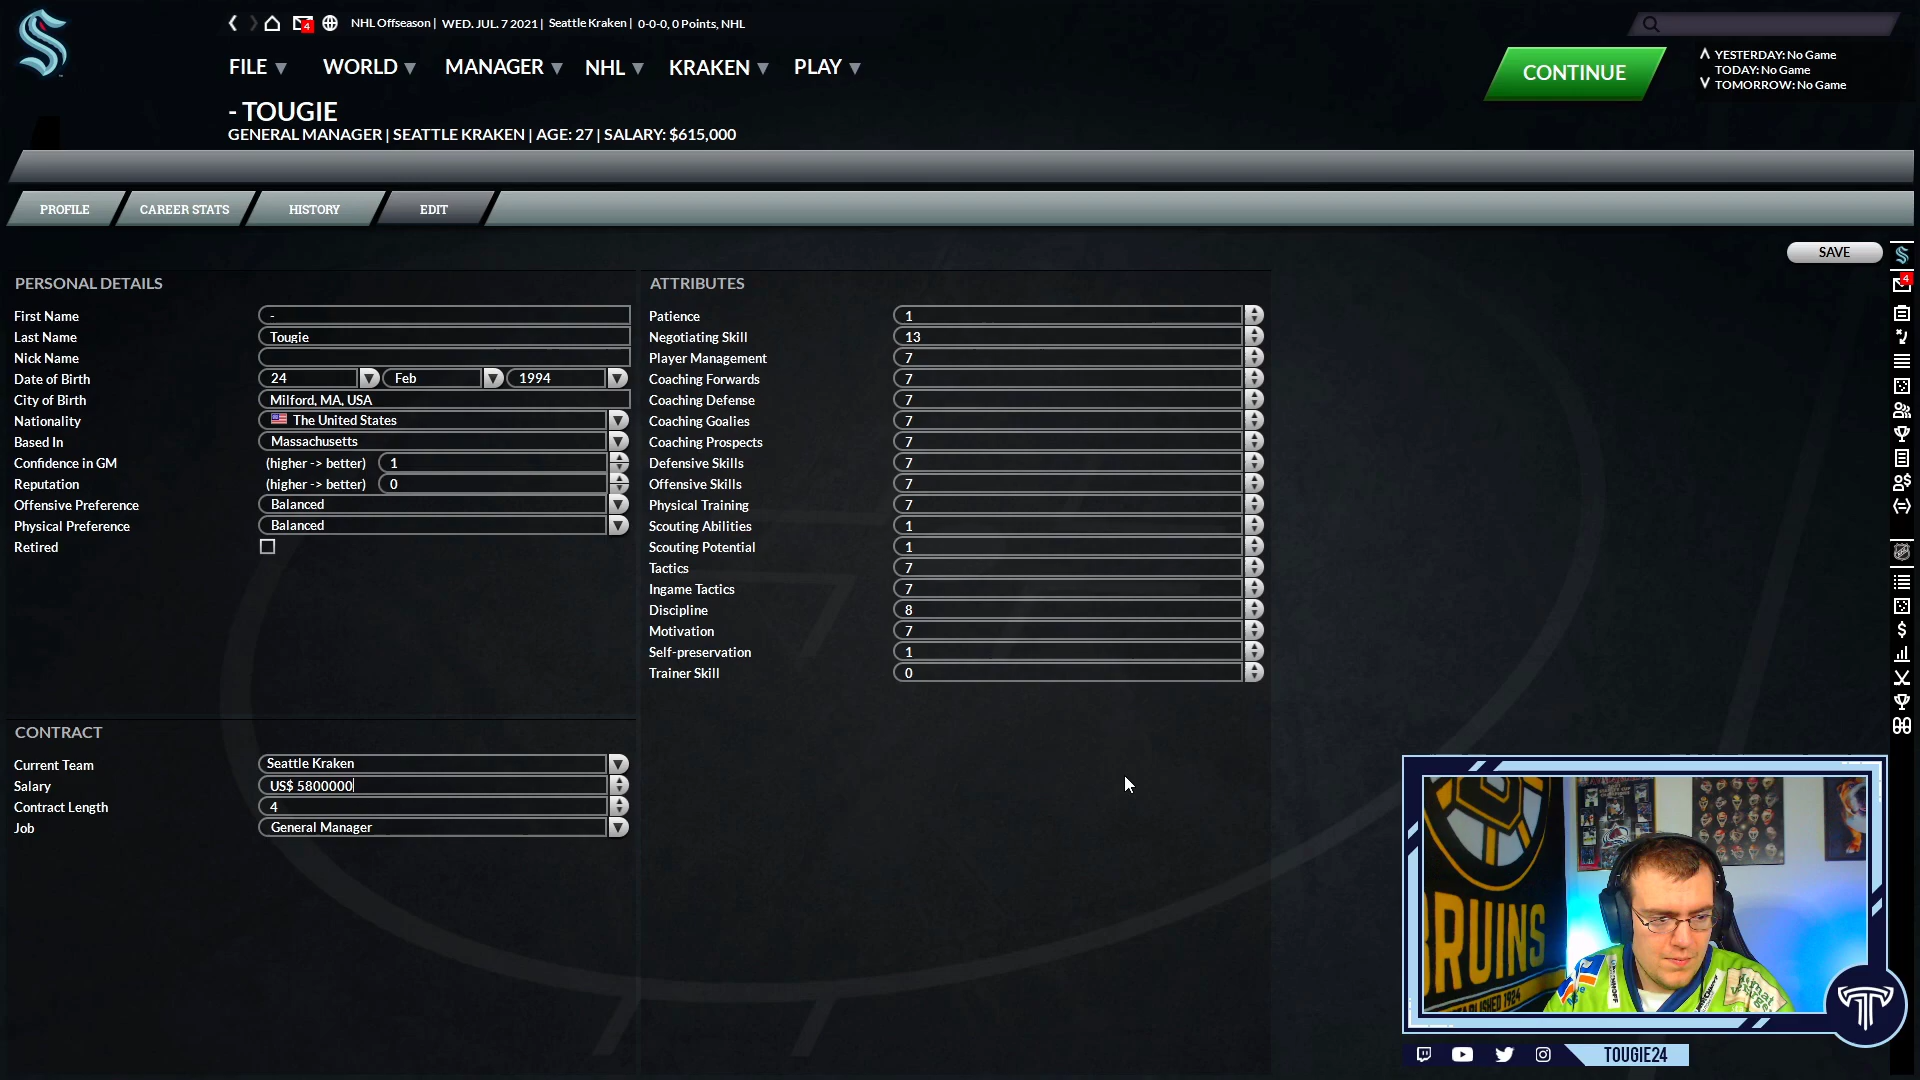 4
NHL Offseason | WED. JUL. 7 2021 | Seattle Kraken | 0-0-0, 0 Points, NHL
FILE WORLD MANAGER NHL KRAKEN PLAY
CONTINUE
YESTERDAY: No Game
TODAY: No Game
TOMORROW: No Game
- TOUGIE
GENERAL MANAGER | SEATTLE KRAKEN | AGE: 27 | SALARY: $615,000
PROFILE CAREER STATS HISTORY EDIT
SAVE
4
PERSONAL DETAILS
First Name -
Last Name Tougie
Nick Name
Date of Birth 24 Feb 1994
City of Birth Milford, MA, USA
Nationality The United States
Based In Massachusetts
Confidence in GM (higher -> better) 1
Reputation (higher -> better) 0
Offensive Preference Balanced
Physical Preference Balanced
Retired
ATTRIBUTES
Patience 1
Negotiating Skill 13
Player Management 7
Coaching Forwards 7
Coaching Defense 7
Coaching Goalies 7
Coaching Prospects 7
Defensive Skills 7
Offensive Skills 7
Physical Training 7
Scouting Abilities 1
Scouting Potential 1
Tactics 7
Ingame Tactics 7
Discipline 8
Motivation 7
Self-preservation 1
Trainer Skill 0
CONTRACT
Current Team Seattle Kraken
Salary US$ 5800000
Contract Length 4
Job General Manager
BRUINS
ESTABLISHED 1924
TOUGIE24